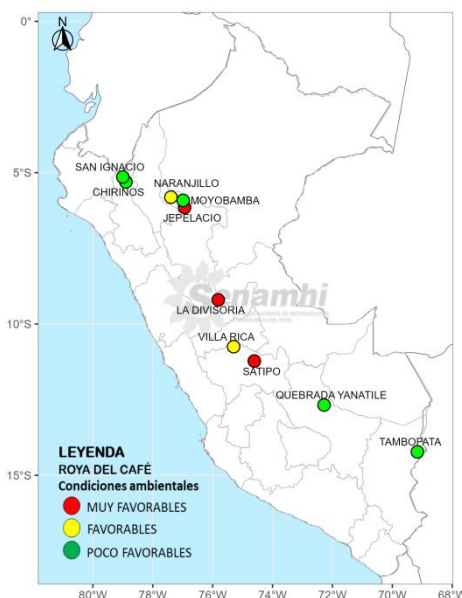 N
0°
5°S
10°S
15°S
SAN IGNACIO
CHIRINOS
NARANJILLO
MOYOBAMBA
JEPELACIO
Senamhi
LA DIVISORIA
VILLA RICA
SATIPO
QUEBRADA YANATILE
TAMBOPATA
LEYENDA
ROYA DEL CAFÉ
Condiciones ambientales
MUY FAVORABLES
FAVORABLES
POCO FAVORABLES
80°W 78°W 76°W 74°W 72°W 70°W 68°W